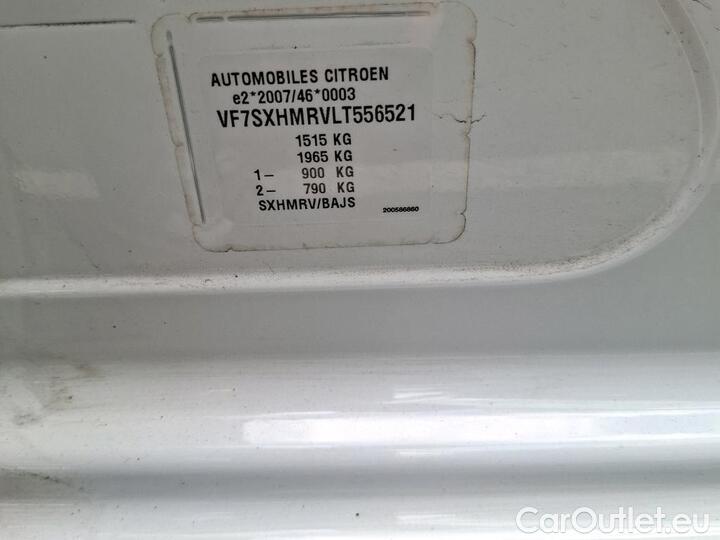 AUTOMOBILES CITROEN
e2*2007/46*0003
VF7SXHMRVLT556521
1515 KG
1965 KG
1– 900 KG
2– 790 KG
SXHMRV/BAJS
200586860
CarOutlet.eu